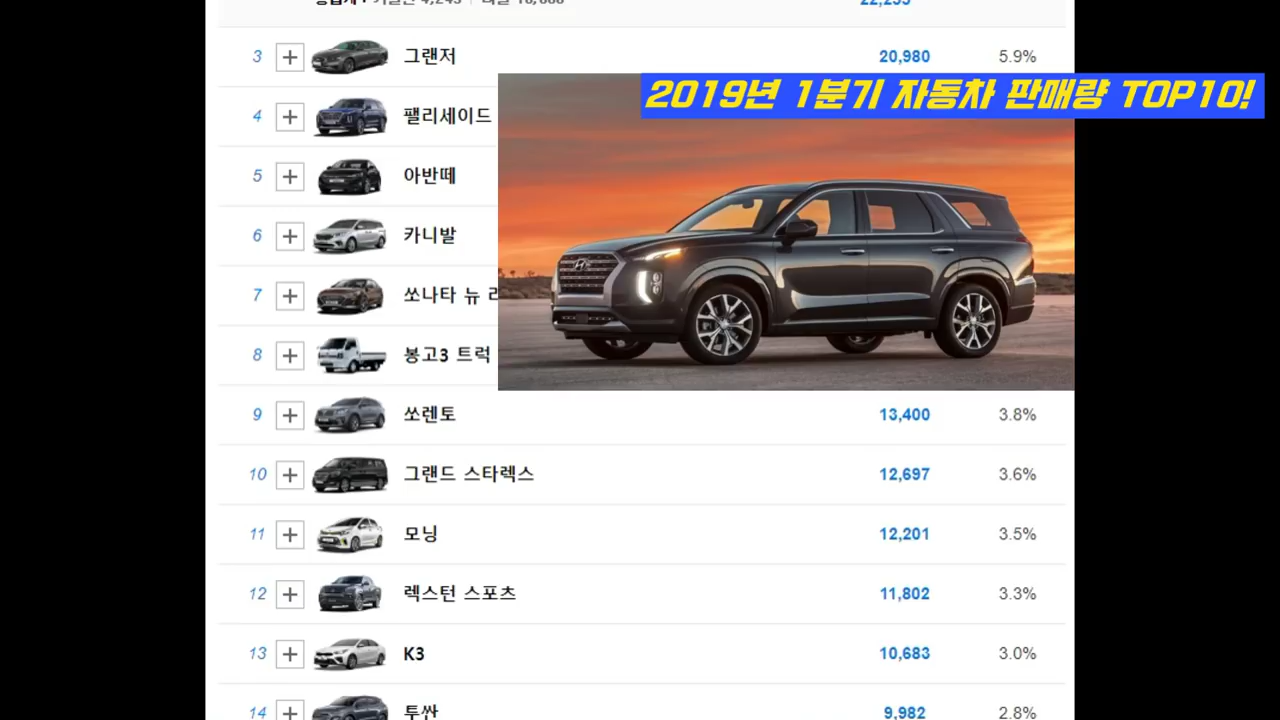 22,255
3 그랜저 20,980 5.9%
2019년 1분기 자동차 판매량 TOP10!
4 팰리세이드
5 아반떼
6 카니발
7 쏘나타 뉴
8 봉고3 트럭
9 쏘렌토 13,400 3.8%
10 그랜드 스타렉스 12,697 3.6%
11 모닝 12,201 3.5%
12 렉스턴 스포츠 11,802 3.3%
13 K3 10,683 3.0%
14 투싼 9,982 2.8%